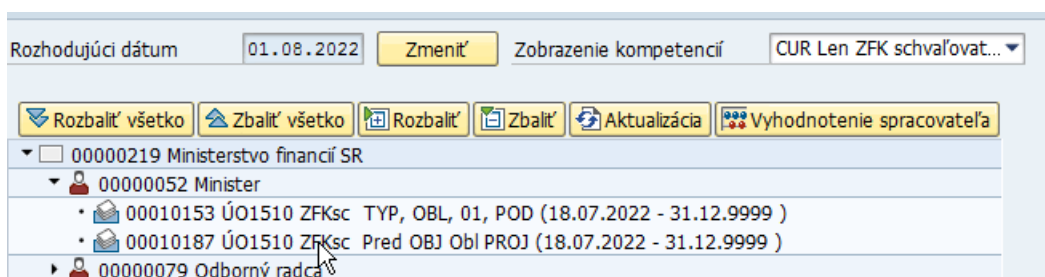 Rozhodujúci dátum 01.08.2022 Zmeniť Zobrazenie kompetencií CUR Len ZFK schvaľovat...
Rozbaliť všetko Zbaliť všetko Rozbaliť Zbaliť Aktualizácia Vyhodnotenie spracovateľa
00000219 Ministerstvo financií SR
00000052 Minister
00010153 ÚO1510 ZFKsc TYP, OBL, 01, POD (18.07.2022 - 31.12.9999 )
00010187 ÚO1510 ZFKsc Pred OBJ Obl PROJ (18.07.2022 - 31.12.9999 )
00000079 Odborný radca